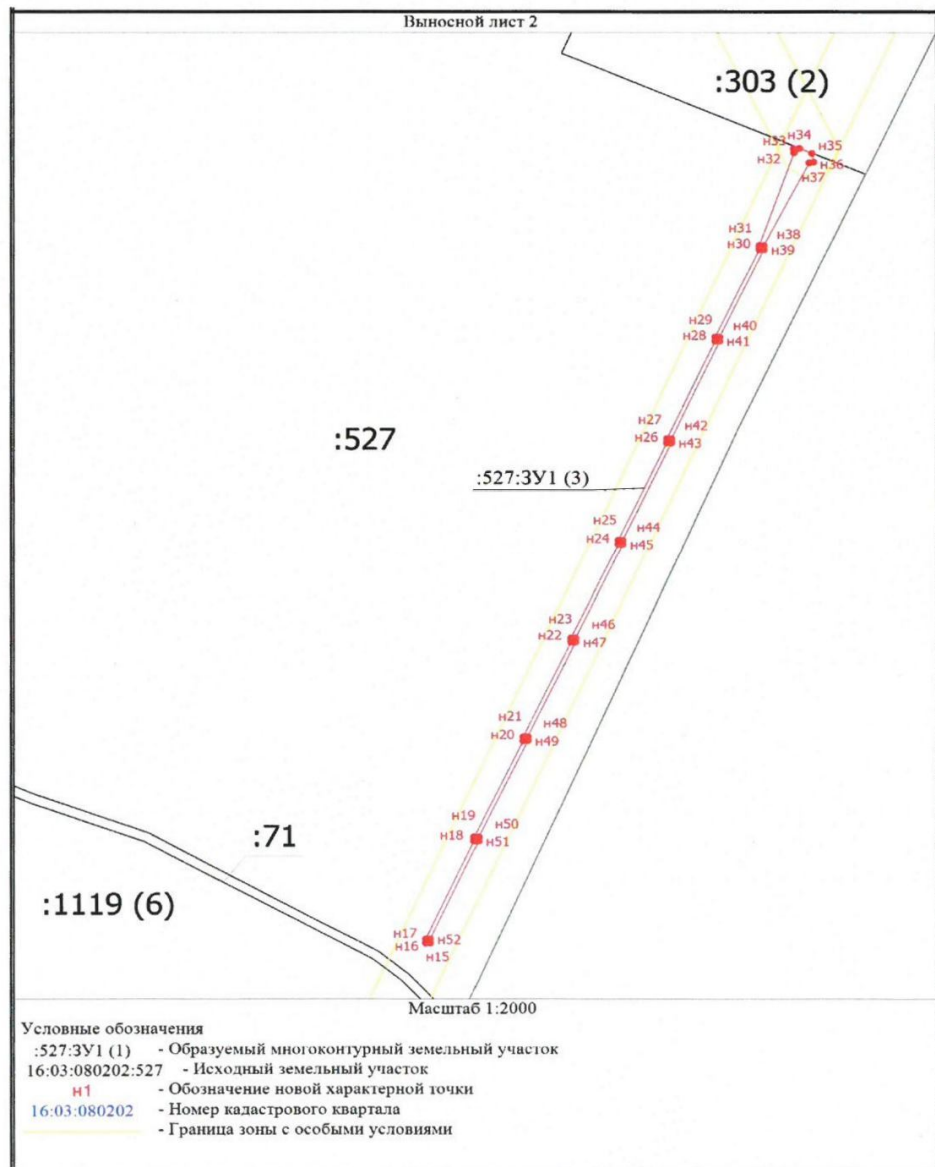 Выносной лист 2
:303 (2)
н34
н33
н35
н32
н36
н37
н31
н38
н30
н39
н29
н40
н28
н41
н27
н42
н26
н43
:527
:527:ЗУ1 (3)
н25
н44
н24
н45
н23
н46
н22
н47
н21
н48
н20
н49
н19
н50
н18
н51
:71
:1119 (6)
н17
н52
н16
н15
Масштаб 1:2000
Условные обозначения
:527:ЗУ1 (1) - Образуемый многоконтурный земельный участок
16:03:080202:527 - Исходный земельный участок
н1 - Обозначение новой характерной точки
16:03:080202 - Номер кадастрового квартала
- Граница зоны с особыми условиями